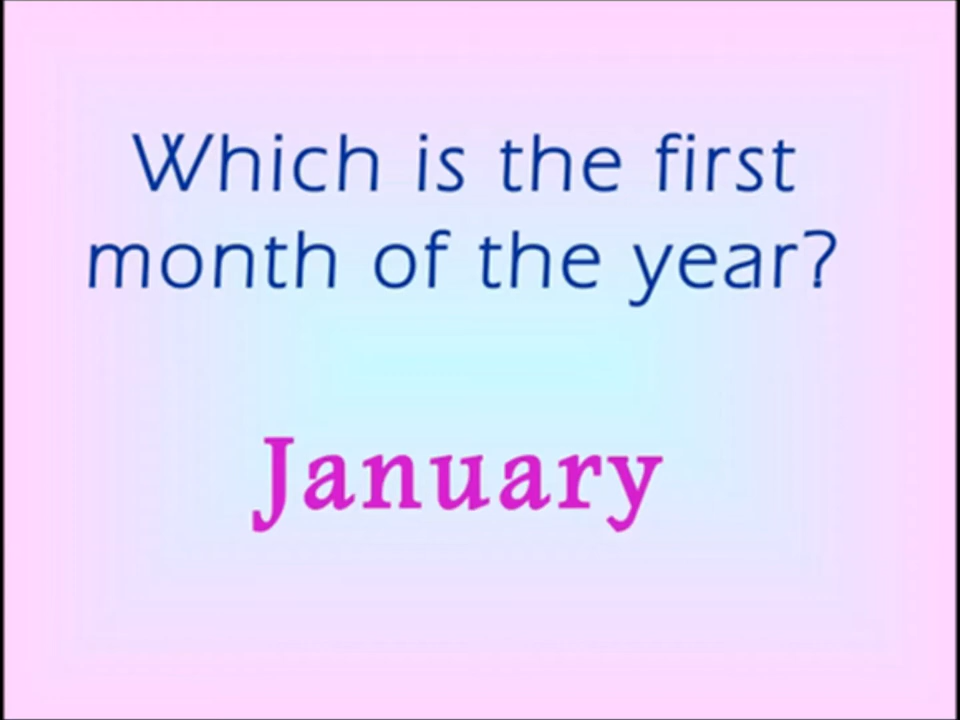 Which is the first
month of the year?
January